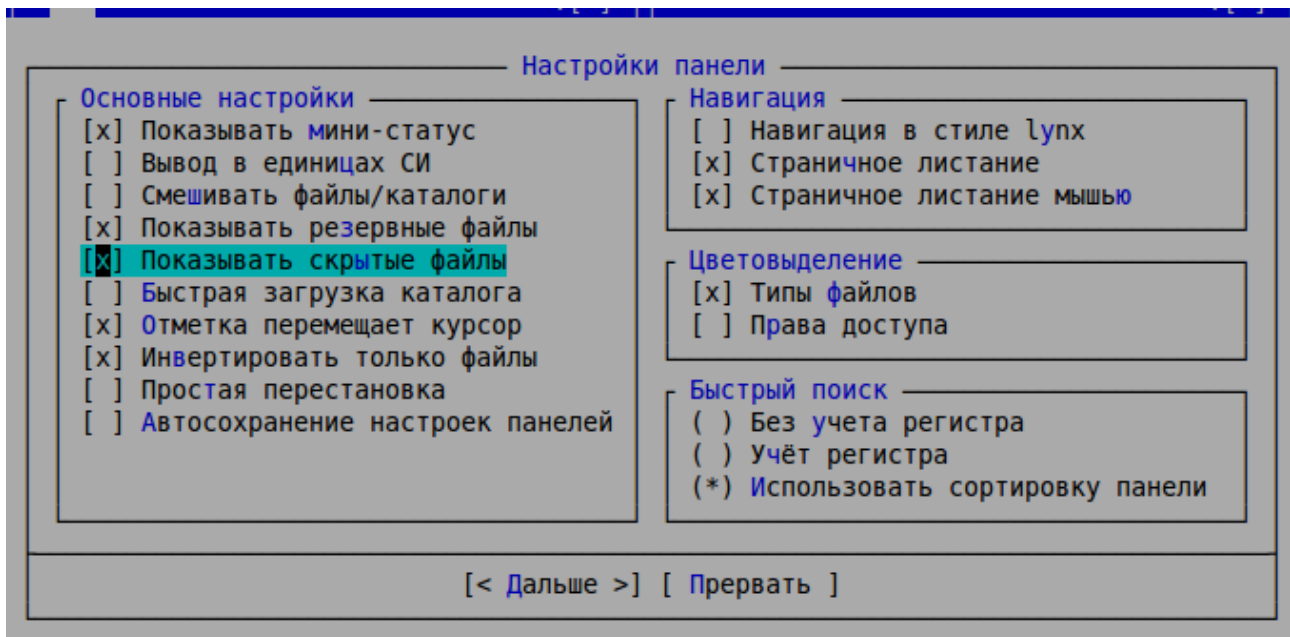 Настройки панели
Основные настройки
[x] Показывать мини-статус
[ ] Вывод в единицах СИ
[ ] Смешивать файлы/каталоги
[x] Показывать резервные файлы
[x] Показывать скрытые файлы
[ ] Быстрая загрузка каталога
[x] Отметка перемещает курсор
[x] Инвертировать только файлы
[ ] Простая перестановка
[ ] Автосохранение настроек панелей
Навигация
[ ] Навигация в стиле lynx
[x] Страничное листание
[x] Страничное листание мышью
Цветовыделение
[x] Типы файлов
[ ] Права доступа
Быстрый поиск
( ) Без учета регистра
( ) Учёт регистра
(*) Использовать сортировку панели
[< Дальше >] [ Прервать ]